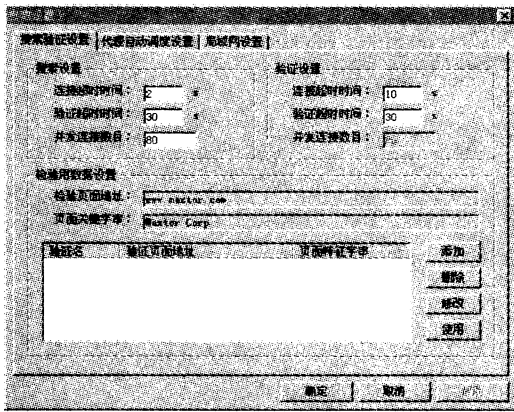 搜索验证设置 代理自动调度设置 局域网设置
搜索设置 验证设置
连接超时时间： 2 s 连接超时时间： 10 s
验证超时时间： 30 s 验证超时时间： 30 s
并发连接数目： 80 并发连接数目：
检验用数据设置
检验页面地址： www.maxtor.com
页面关键字串： Maxtor Corp
验证名 验证页面地址 页面特征字串
添加
删除
修改
使用
确定 取消